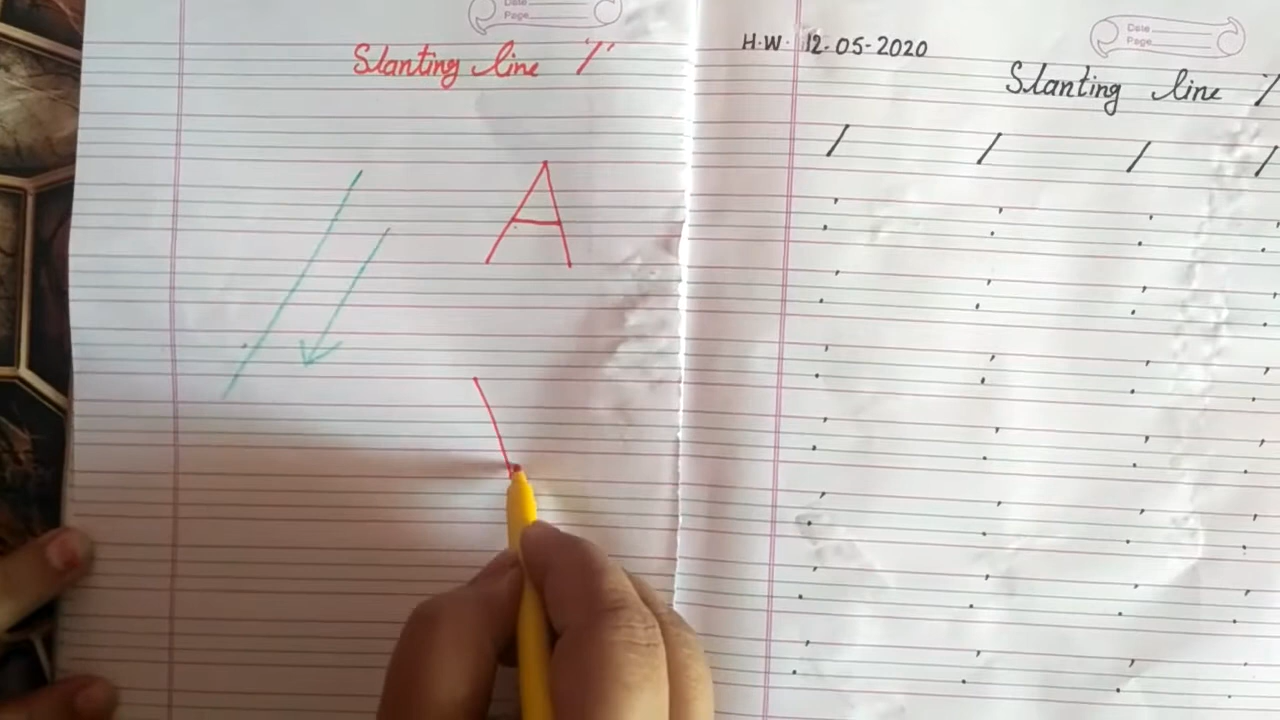 Date
Page
Slanting line "/"
A
Date
Page
H.W. 12-05-2020
Slanting line "/
/ / / /